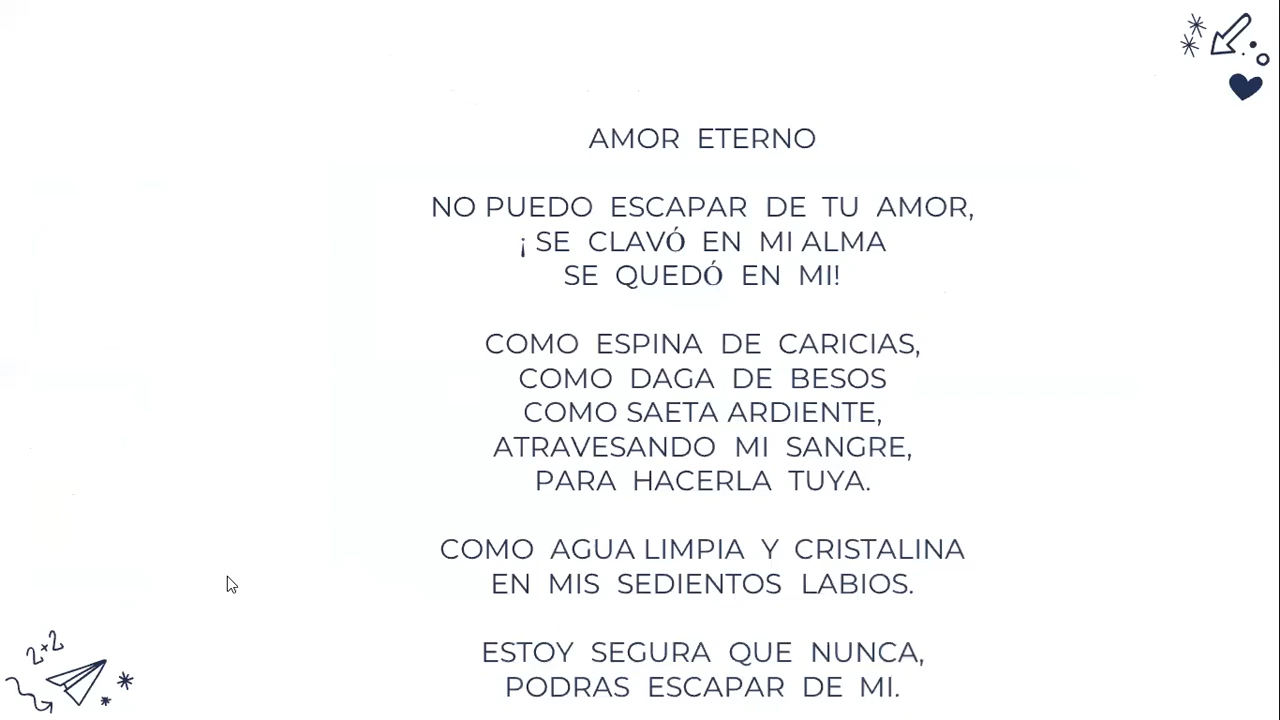 AMOR ETERNO
NO PUEDO ESCAPAR DE TU AMOR,
¡ SE CLAVÓ EN MI ALMA
SE QUEDÓ EN MI!
COMO ESPINA DE CARICIAS,
COMO DAGA DE BESOS
COMO SAETA ARDIENTE,
ATRAVESANDO MI SANGRE,
PARA HACERLA TUYA.
COMO AGUA LIMPIA Y CRISTALINA
EN MIS SEDIENTOS LABIOS.
ESTOY SEGURA QUE NUNCA,
PODRAS ESCAPAR DE MI.
2×2